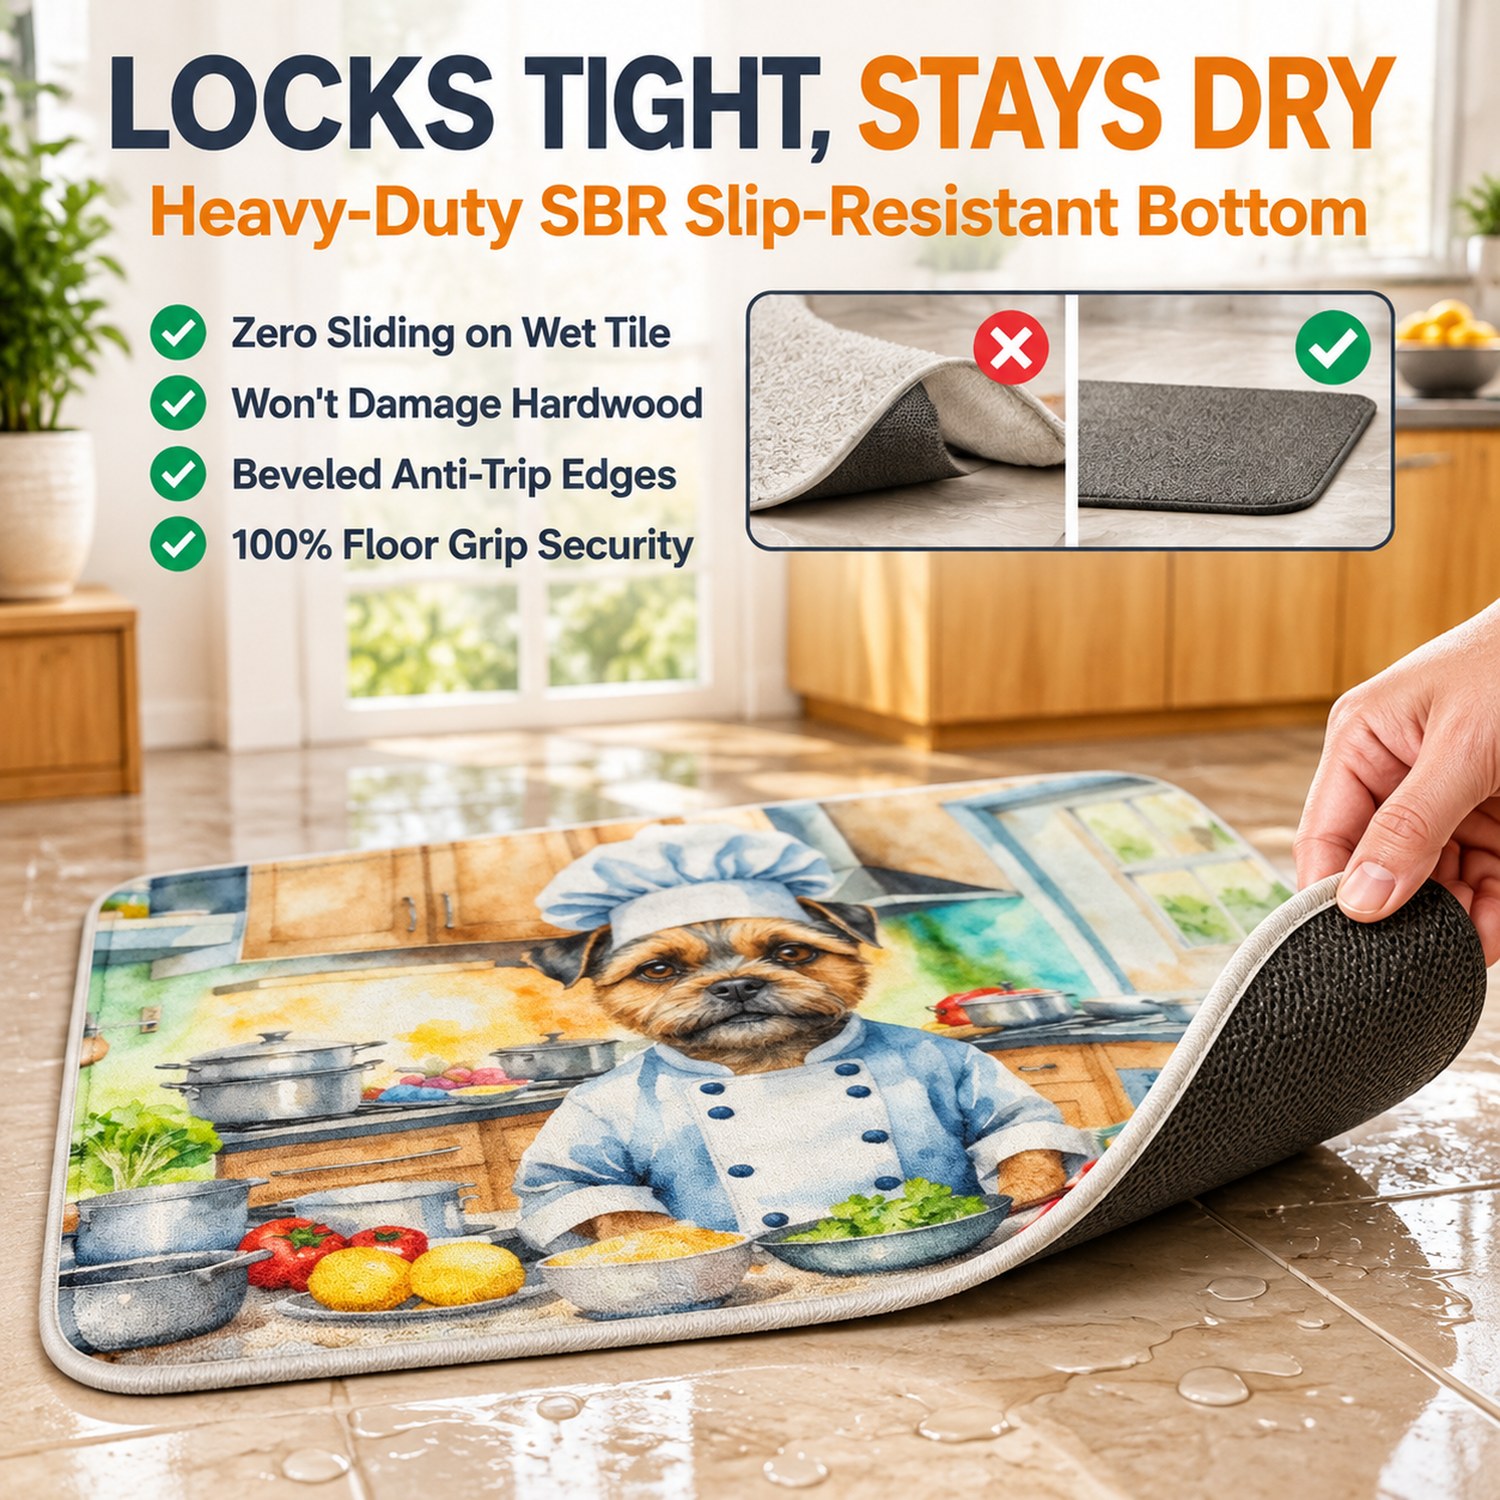 LOCKS TIGHT, STAYS DRY
Heavy-Duty SBR Slip-Resistant Bottom
Zero Sliding on Wet Tile
Won't Damage Hardwood
Beveled Anti-Trip Edges
100% Floor Grip Security